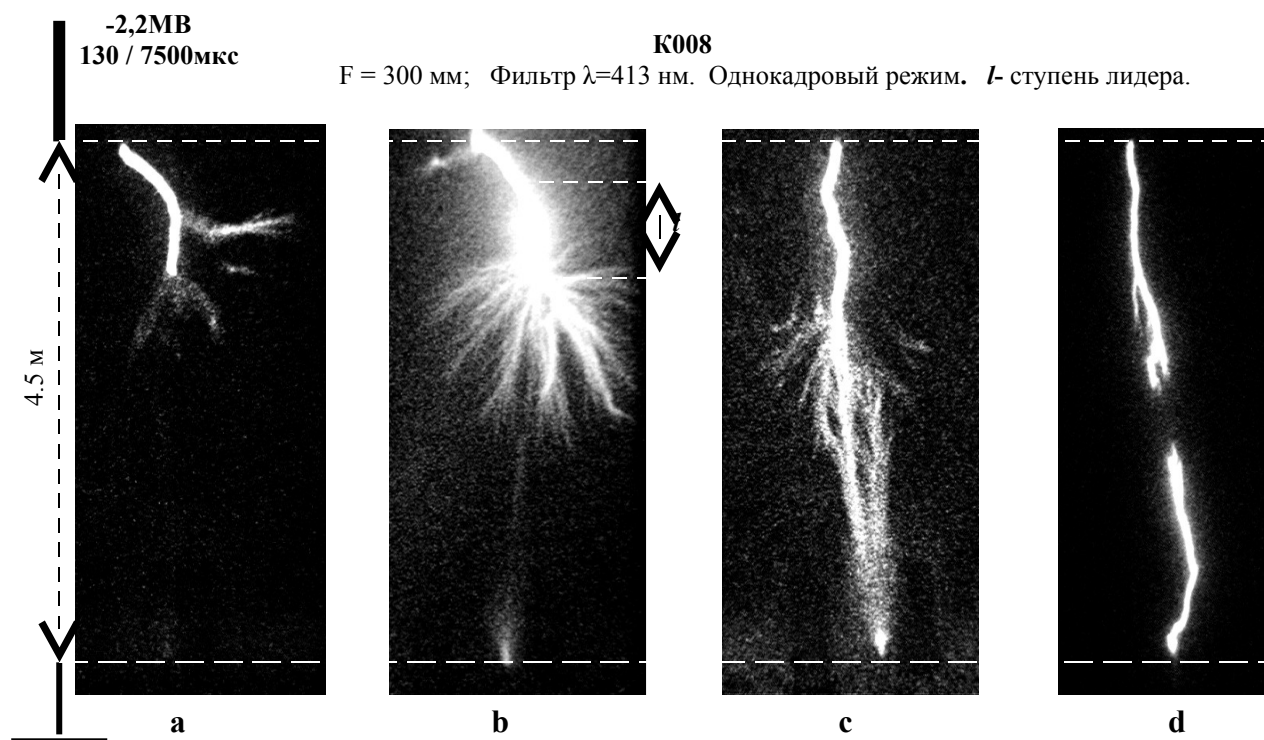 -2,2МВ
130 / 7500мкс
К008
F = 300 мм; Фильтр λ=413 нм. Однокадровый режим. l- ступень лидера.
4.5 м
l
a
b
c
d